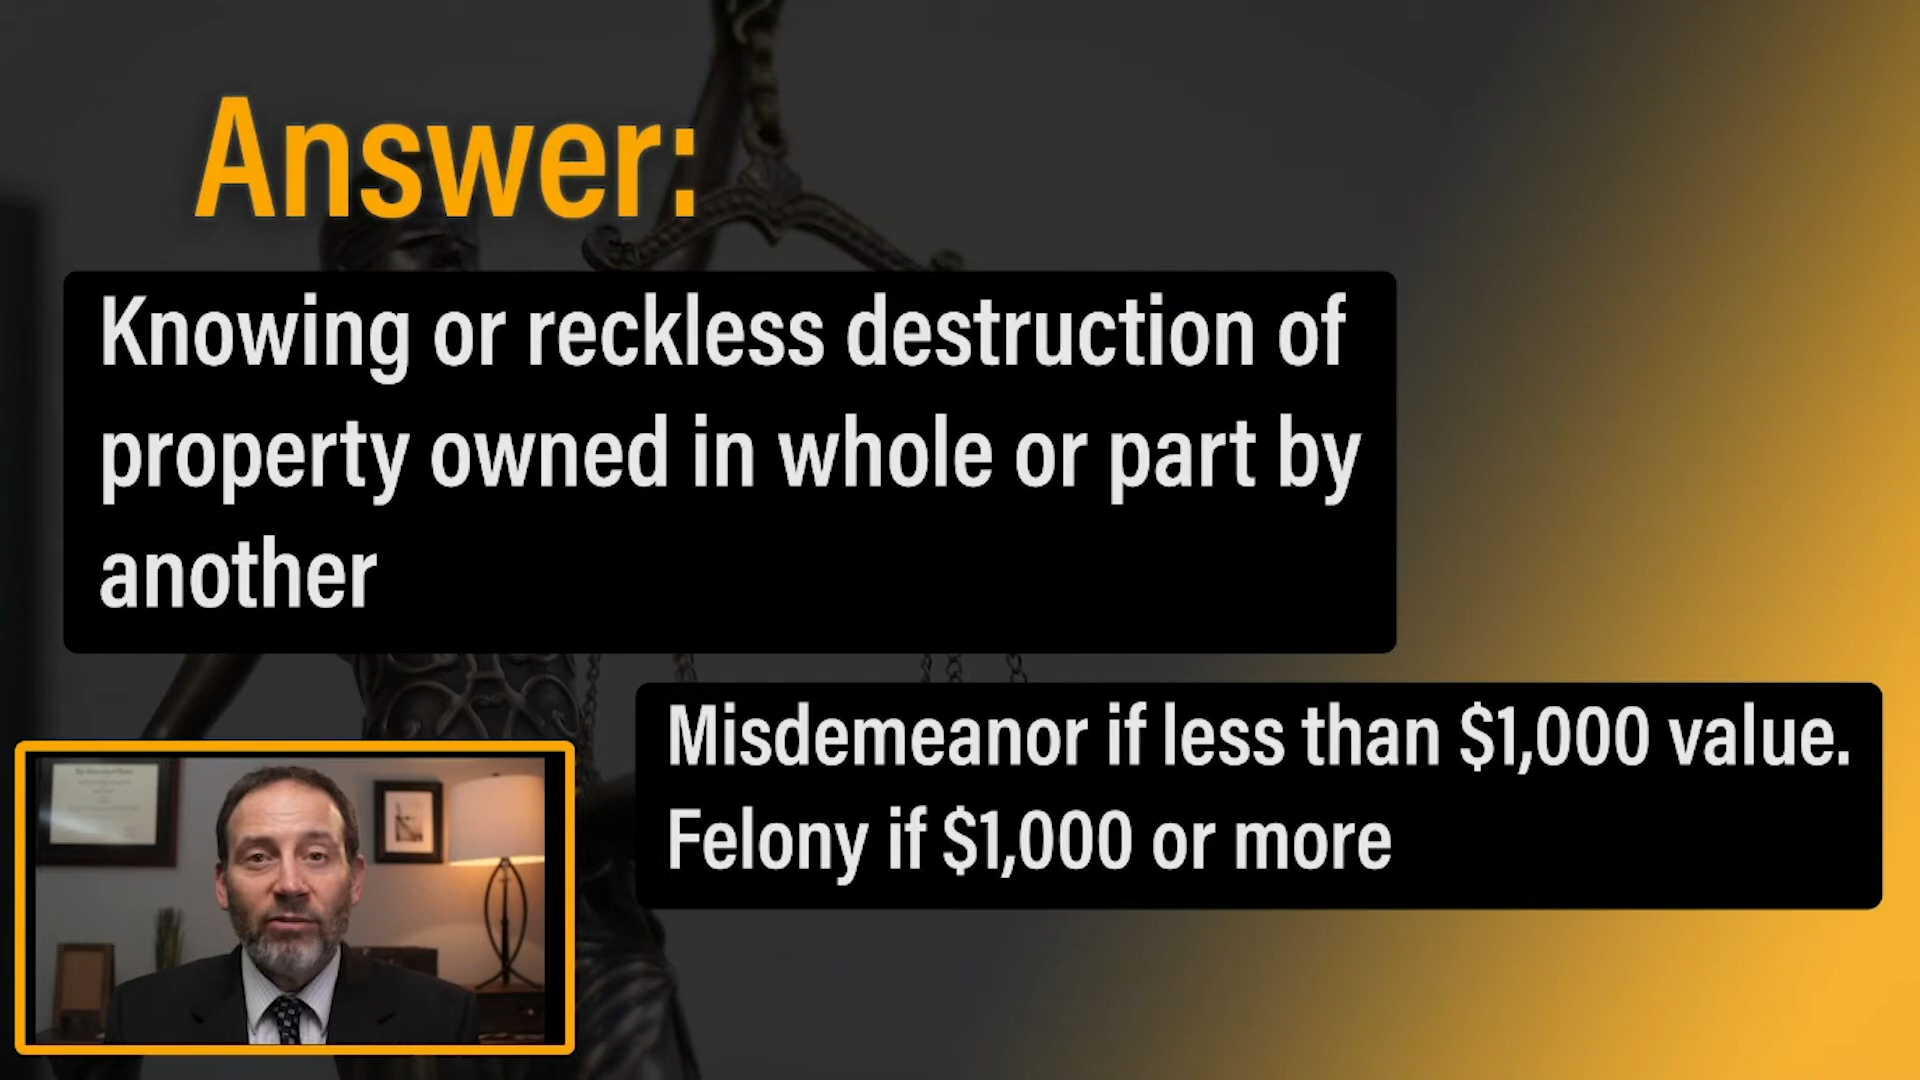 Answer:
Knowing or reckless destruction of
property owned in whole or part by
another
Misdemeanor if less than $1,000 value.
Felony if $1,000 or more